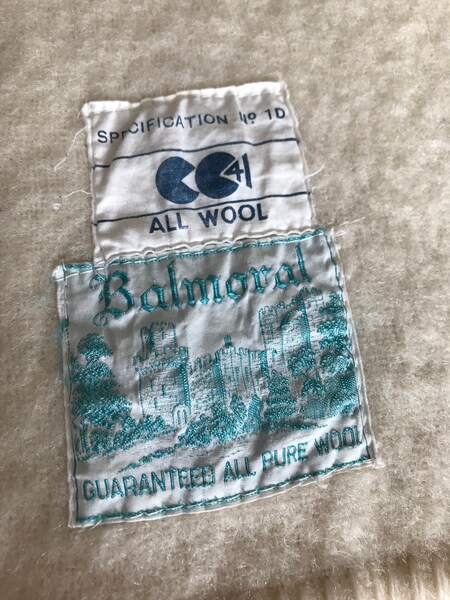 SPECIFICATION No 1D
CC41
ALL WOOL
Balmoral
GUARANTEED ALL PURE WOOL